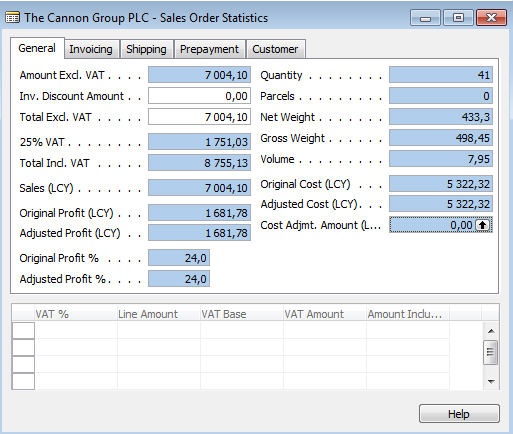 The Cannon Group PLC - Sales Order Statistics
General Invoicing Shipping Prepayment Customer
Amount Excl. VAT . . . . 7 004,10
Inv. Discount Amount . . 0,00
Total Excl. VAT . . . . 7 004,10
25% VAT . . . . . . . . 1 751,03
Total Incl. VAT . . . . 8 755,13
Sales (LCY) . . . . . . 7 004,10
Original Profit (LCY) . . . 1 681,78
Adjusted Profit (LCY) . . 1 681,78
Original Profit % . . . . 24,0
Adjusted Profit % . . . . 24,0
Quantity . . . . . . . . 41
Parcels . . . . . . . . 0
Net Weight . . . . . . . 433,3
Gross Weight . . . . . . 498,45
Volume . . . . . . . . 7,95
Original Cost (LCY) . . . 5 322,32
Adjusted Cost (LCY) . . . 5 322,32
Cost Adjmt. Amount (L... 0,00
VAT % Line Amount VAT Base VAT Amount Amount Inclu...
Help